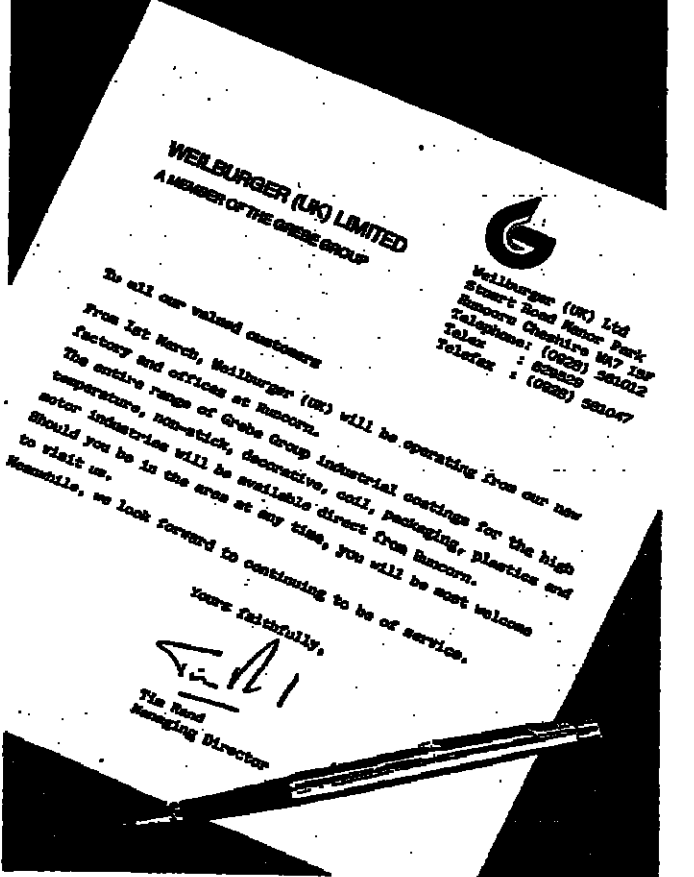 WEILBURGER (UK) LIMITED
A MEMBER OF THE GREBE GROUP
Weilburger (UK) Ltd
Stuart Road Manor Park
Runcorn Cheshire WA7 1SF
Telephone: (0928) 581012
Telex : 629529
Telefax : (0928) 581047
To all our valued customers
From 1st March, Weilburger (UK) will be operating from our new
factory and offices at Runcorn.
The entire range of Grebe Group industrial coatings for the high
temperature, non-stick, decorative, coil, packaging, plastics and
motor industries will be available direct from Runcorn.
Should you be in the area at any time, you will be most welcome
to visit us.
Meanwhile, we look forward to continuing to be of service.
Yours faithfully,
Tim Rand
Managing Director